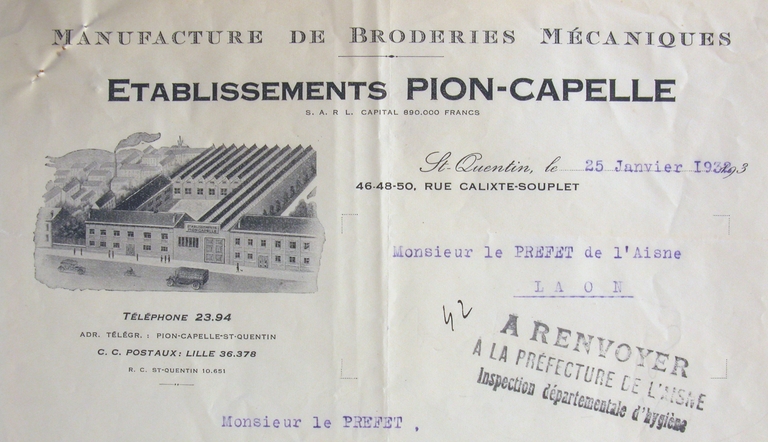 MANUFACTURE DE BRODERIES MÉCANIQUES
ETABLISSEMENTS PION-CAPELLE
S. A. R L. CAPITAL 890.000 FRANCS
St-Quentin, le 25 Janvier 1932 193
46-48-50, RUE CALIXTE-SOUPLET
PION-CAPELLE
Monsieur le PREFET de l'Aisne
L A O N
TÉLÉPHONE 23.94
ADR. TÉLÉGR. : PION-CAPELLE-ST-QUENTIN
C. C. POSTAUX: LILLE 36.378
R. C. ST-QUENTIN 10.651
42
A RENVOYER
A LA PRÉFECTURE DE L'AISNE
Inspection départementale d'hygiène
Monsieur le PREFET ,